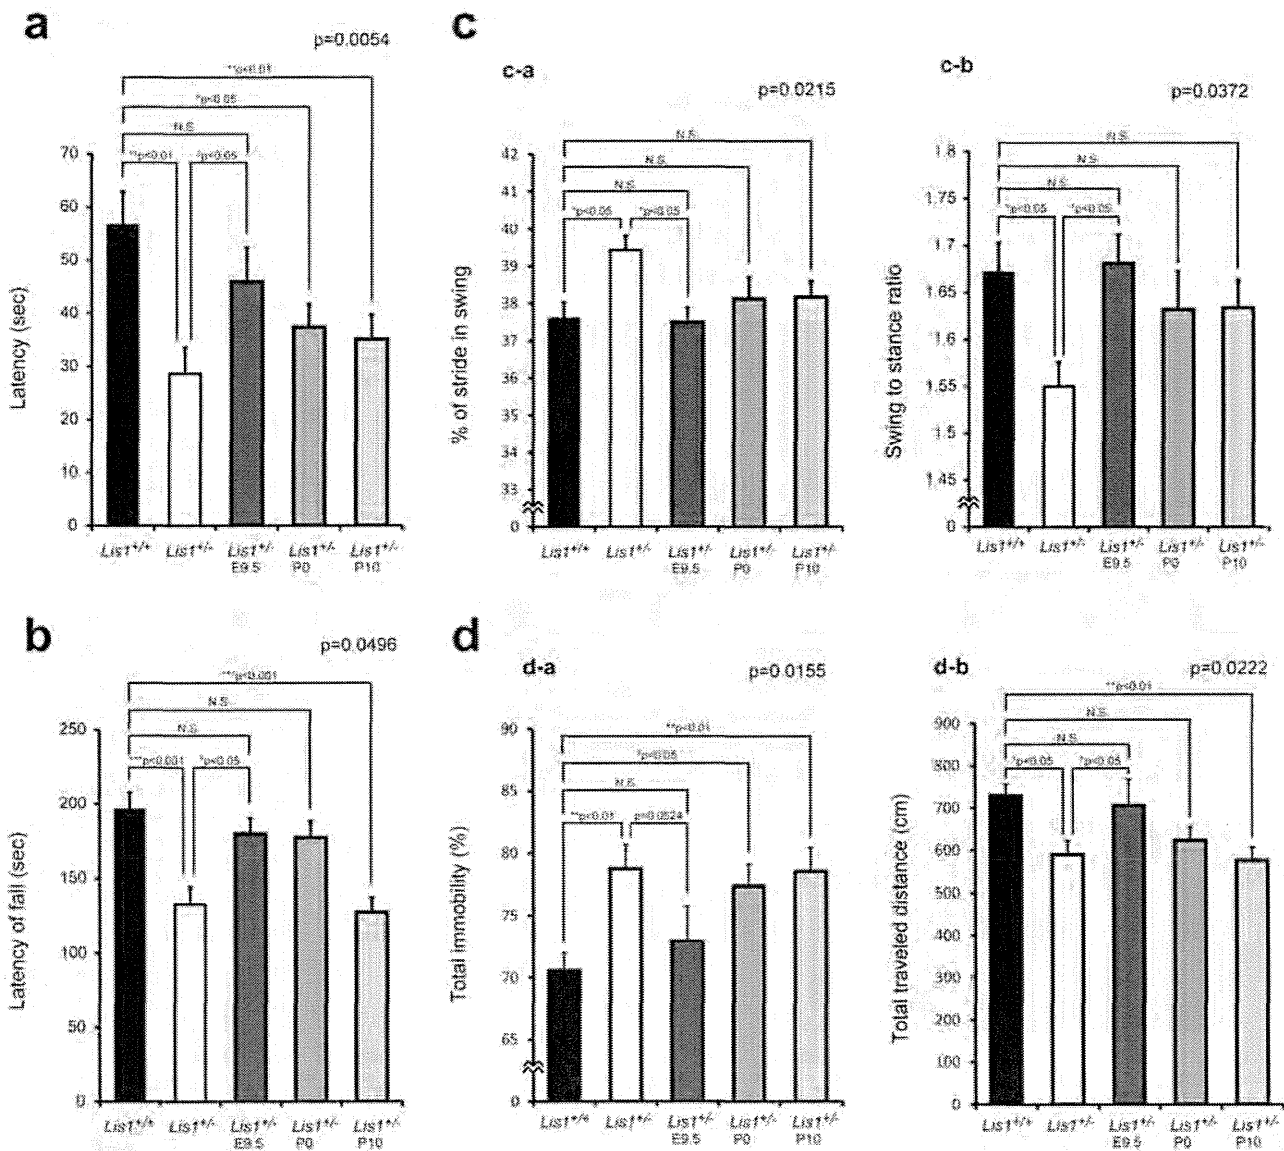 a
p=0.0054
**p<0.01
*p<0.05
N.S.
**p<0.01 *p<0.05
70
60
50
40
30
20
10
0
Latency (sec)
Lis1+/+ Lis1+/- Lis1+/- Lis1+/- Lis1+/-
E9.5 P0 P10
c
c-a
p=0.0215
N.S.
N.S.
N.S.
*p<0.05 *p<0.05
42
41
40
39
38
37
36
35
34
33
0
% of stride in swing
Lis1+/+ Lis1+/- Lis1+/- Lis1+/- Lis1+/-
E9.5 P0 P10
c-b
p=0.0372
N.S.
N.S.
N.S.
*p<0.05 *p<0.05
1.8
1.75
1.7
1.65
1.6
1.55
1.5
1.45
0
Swing to stance ratio
Lis1+/+ Lis1+/- Lis1+/- Lis1+/- Lis1+/-
E9.5 P0 P10
b
p=0.0496
***p<0.001
N.S.
N.S.
***p<0.001 *p<0.05
250
200
150
100
50
0
Latency of fall (sec)
Lis1+/+ Lis1+/- Lis1+/- Lis1+/- Lis1+/-
E9.5 P0 P10
d
d-a
p=0.0155
**p<0.01
*p<0.05
N.S.
**p<0.01 p=0.0524
90
85
80
75
70
65
0
Total immobility (%)
Lis1+/+ Lis1+/- Lis1+/- Lis1+/- Lis1+/-
E9.5 P0 P10
d-b
p=0.0222
**p<0.01
N.S.
N.S.
*p<0.05 *p<0.05
900
800
700
600
500
400
300
200
100
0
Total traveled distance (cm)
Lis1+/+ Lis1+/- Lis1+/- Lis1+/- Lis1+/-
E9.5 P0 P10